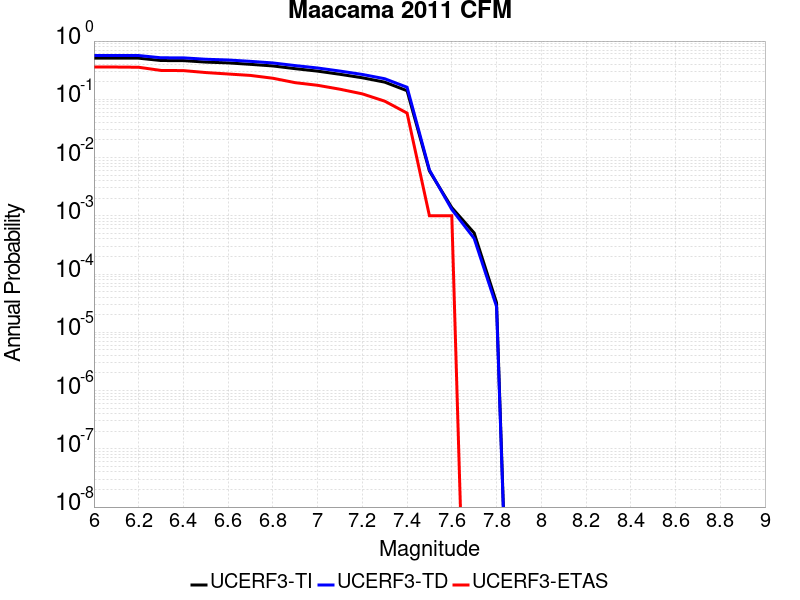 Maacama 2011 CFM
10^0
10^-1
10^-2
10^-3
10^-4
10^-5
10^-6
10^-7
10^-8
Annual Probability
6 6.2 6.4 6.6 6.8 7 7.2 7.4 7.6 7.8 8 8.2 8.4 8.6 8.8 9
Magnitude
UCERF3-TI UCERF3-TD UCERF3-ETAS